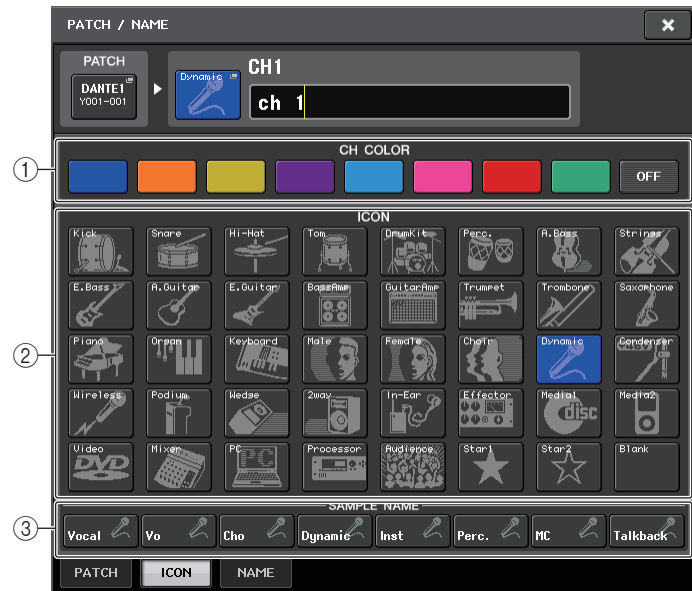 PATCH / NAME
PATCH
DANTE1
Y001-001
Dynamic
CH1
ch 1
1
CH COLOR
OFF
2
ICON
Kick Snare Hi-Hat Tom DrumKit Perc. A.Bass Strings
E.Bass A.Guitar E.Guitar BassAmp GuitarAmp Trumpet Trombone Saxophone
Piano Organ Keyboard Male Female Choir Dynamic Condenser
Wireless Podium Wedge 2way In-Ear Effector Media1 Media2
disc
Video Mixer PC Processor Audience Star1 Star2 Blank
DVD PC
3
SAMPLE NAME
Vocal Vo Cho Dynamic Inst Perc. MC Talkback
PATCH ICON NAME